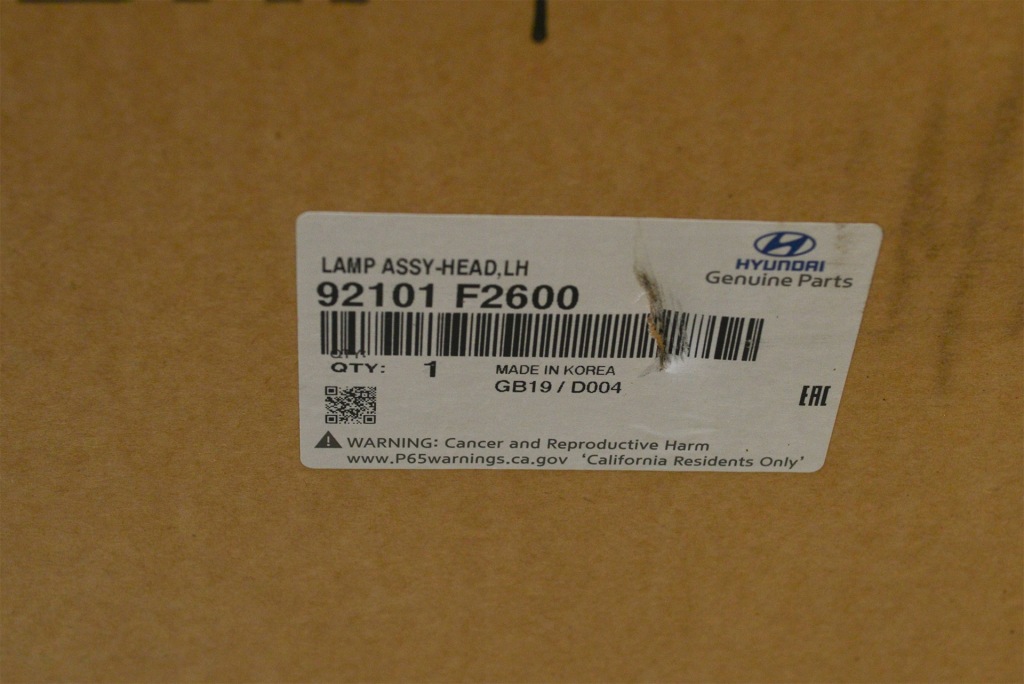 HYUNDAI
Genuine Parts
LAMP ASSY-HEAD,LH
92101 F2600
QTY:
QTY: 1
MADE IN KOREA
GB19 / D004
EAC
WARNING: Cancer and Reproductive Harm
www.P65warnings.ca.gov 'California Residents Only'